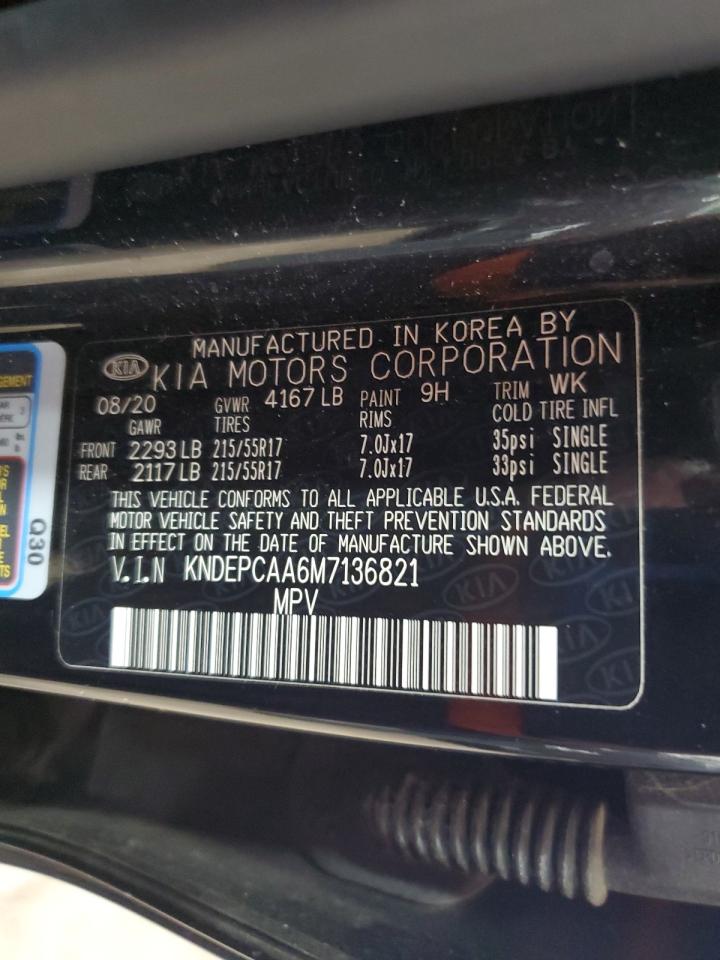 MANUFACTURED IN KOREA BY
KIA KIA MOTORS CORPORATION
08/20 GVWR 4167 LB PAINT 9H TRIM WK
GAWR TIRES RIMS COLD TIRE INFL
FRONT 2293 LB 215/55R17 7.0Jx17 35psi SINGLE
REAR 2117 LB 215/55R17 7.0Jx17 33psi SINGLE
THIS VEHICLE CONFORMS TO ALL APPLICABLE U.S.A. FEDERAL
MOTOR VEHICLE SAFETY AND THEFT PREVENTION STANDARDS
IN EFFECT ON THE DATE OF MANUFACTURE SHOWN ABOVE.
V.I.N KNDEPCAA6M7136821
MPV
Q30